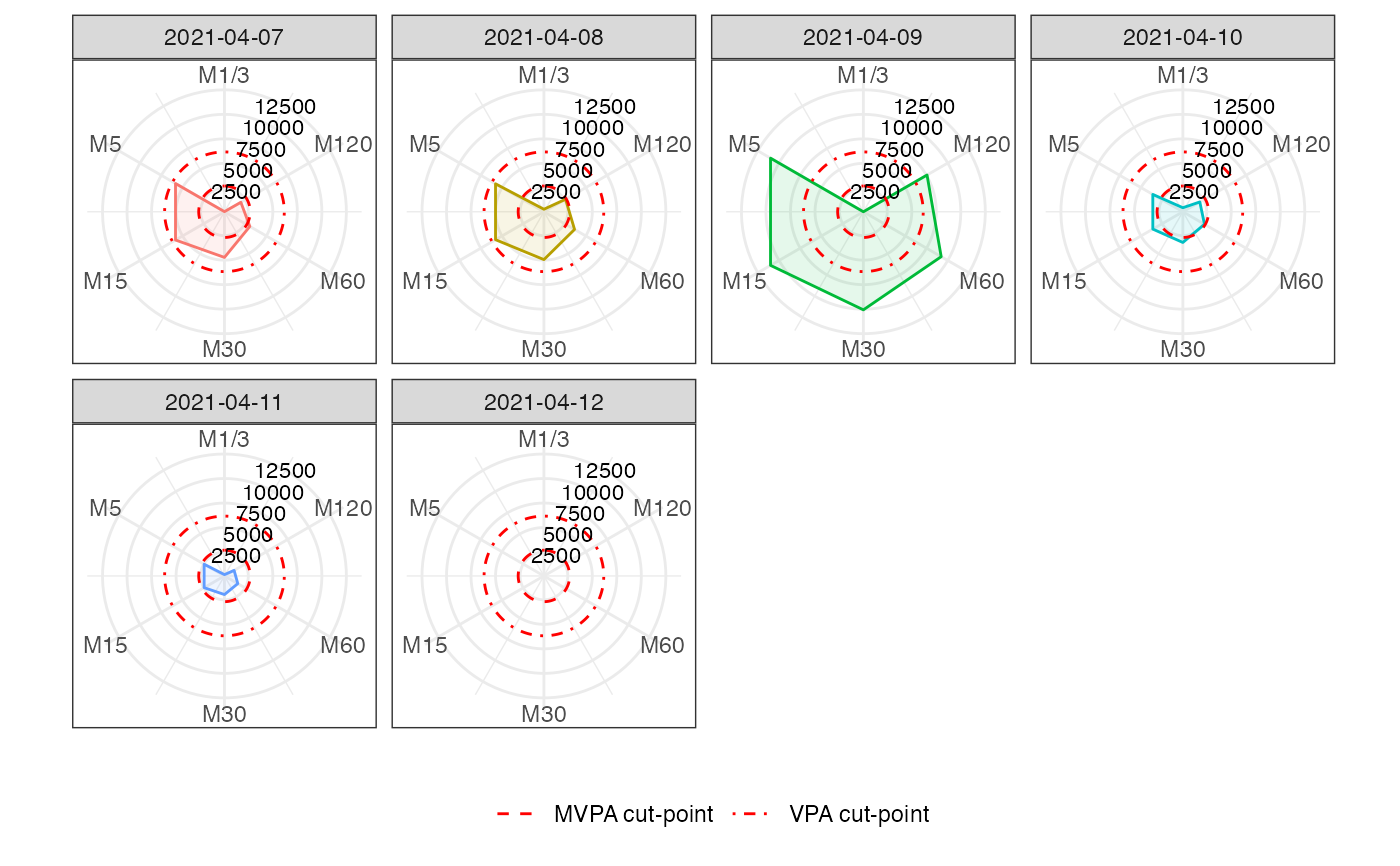 2021-04-07 2021-04-08 2021-04-09 2021-04-10
M1/3 M1/3 M1/3 M1/3
12500 12500 12500 12500
10000 10000 10000 10000
M5 7500 M120 M5 7500 M120 M5 7500 M120 M5 7500 M120
5000 5000 5000 5000
2500 2500 2500 2500
M15 M60 M15 M60 M15 M60 M15 M60
M30 M30 M30 M30
2021-04-11 2021-04-12
M1/3 M1/3
12500 12500
10000 10000
M5 7500 M120 M5 7500 M120
5000 5000
2500 2500
M15 M60 M15 M60
M30 M30
MVPA cut-point VPA cut-point